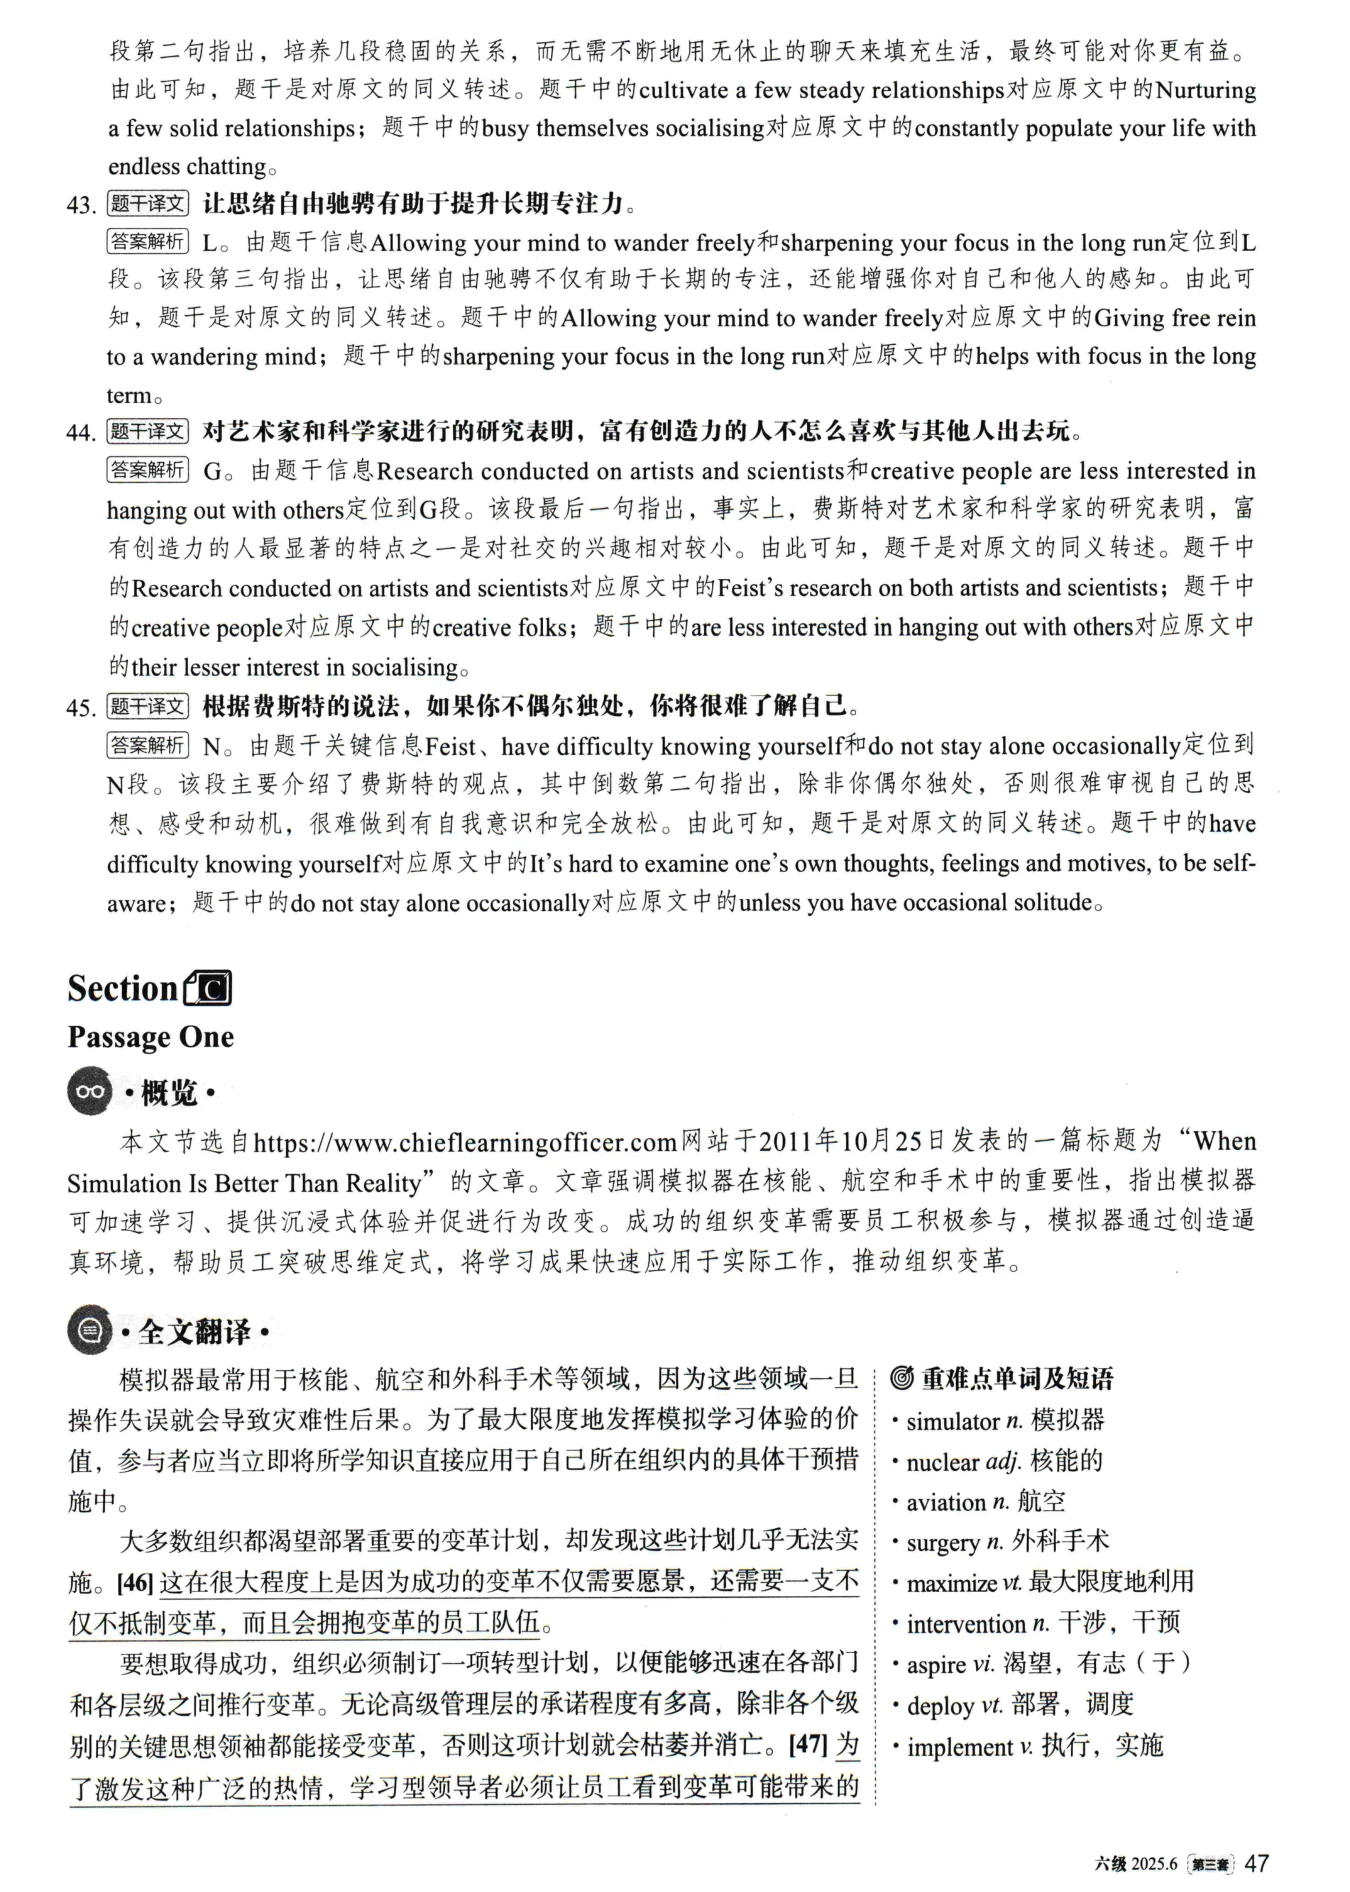 段第二句指出，培养几段稳固的关系，而无需不断地用无休止的聊天来填充生活，最终可能对你更有益。
由此可知，题干是对原文的同义转述。题干中的cultivate a few steady relationships对应原文中的Nurturing
a few solid relationships；题干中的busy themselves socialising对应原文中的constantly populate your life with
endless chatting。
43. 题干译文 让思绪自由驰骋有助于提升长期专注力。
答案解析 L。由题干信息Allowing your mind to wander freely和sharpening your focus in the long run定位到L
段。该段第三句指出，让思绪自由驰骋不仅有助于长期的专注，还能增强你对自己和他人的感知。由此可
知，题干是对原文的同义转述。题干中的Allowing your mind to wander freely对应原文中的Giving free rein
to a wandering mind；题干中的sharpening your focus in the long run对应原文中的helps with focus in the long
term。
44. 题干译文 对艺术家和科学家进行的研究表明，富有创造力的人不怎么喜欢与其他人出去玩。
答案解析 G。由题干信息Research conducted on artists and scientists和creative people are less interested in
hanging out with others定位到G段。该段最后一句指出，事实上，费斯特对艺术家和科学家的研究表明，富
有创造力的人最显著的特点之一是对社交的兴趣相对较小。由此可知，题干是对原文的同义转述。题干中
的Research conducted on artists and scientists对应原文中的Feist’s research on both artists and scientists；题干中
的creative people对应原文中的creative folks；题干中的are less interested in hanging out with others对应原文中
的their lesser interest in socialising。
45. 题干译文 根据费斯特的说法，如果你不偶尔独处，你将很难了解自己。
答案解析 N。由题干关键信息Feist、have difficulty knowing yourself和do not stay alone occasionally定位到
N段。该段主要介绍了费斯特的观点，其中倒数第二句指出，除非你偶尔独处，否则很难审视自己的思
想、感受和动机，很难做到有自我意识和完全放松。由此可知，题干是对原文的同义转述。题干中的have
difficulty knowing yourself对应原文中的It’s hard to examine one’s own thoughts, feelings and motives, to be self-
aware；题干中的do not stay alone occasionally对应原文中的unless you have occasional solitude。
Section C
Passage One
·概览·
本文节选自https://www.chieflearningofficer.com网站于2011年10月25日发表的一篇标题为“When
Simulation Is Better Than Reality”的文章。文章强调模拟器在核能、航空和手术中的重要性，指出模拟器
可加速学习、提供沉浸式体验并促进行为改变。成功的组织变革需要员工积极参与，模拟器通过创造逼
真环境，帮助员工突破思维定式，将学习成果快速应用于实际工作，推动组织变革。
·全文翻译·
模拟器最常用于核能、航空和外科手术等领域，因为这些领域一旦
操作失误就会导致灾难性后果。为了最大限度地发挥模拟学习体验的价
值，参与者应当立即将所学知识直接应用于自己所在组织内的具体干预措
施中。
大多数组织都渴望部署重要的变革计划，却发现这些计划几乎无法实
施。[46] 这在很大程度上是因为成功的变革不仅需要愿景，还需要一支不
仅不抵制变革，而且会拥抱变革的员工队伍。
要想取得成功，组织必须制订一项转型计划，以便能够迅速在各部门
和各层级之间推行变革。无论高级管理层的承诺程度有多高，除非各个级
别的关键思想领袖都能接受变革，否则这项计划就会枯萎并消亡。[47] 为
了激发这种广泛的热情，学习型领导者必须让员工看到变革可能带来的
重难点单词及短语
·simulator n. 模拟器
·nuclear adj. 核能的
·aviation n. 航空
·surgery n. 外科手术
·maximize vt. 最大限度地利用
·intervention n. 干涉，干预
·aspire vi. 渴望，有志（于）
·deploy vt. 部署，调度
·implement v. 执行，实施
六级 2025.6 第三套 47